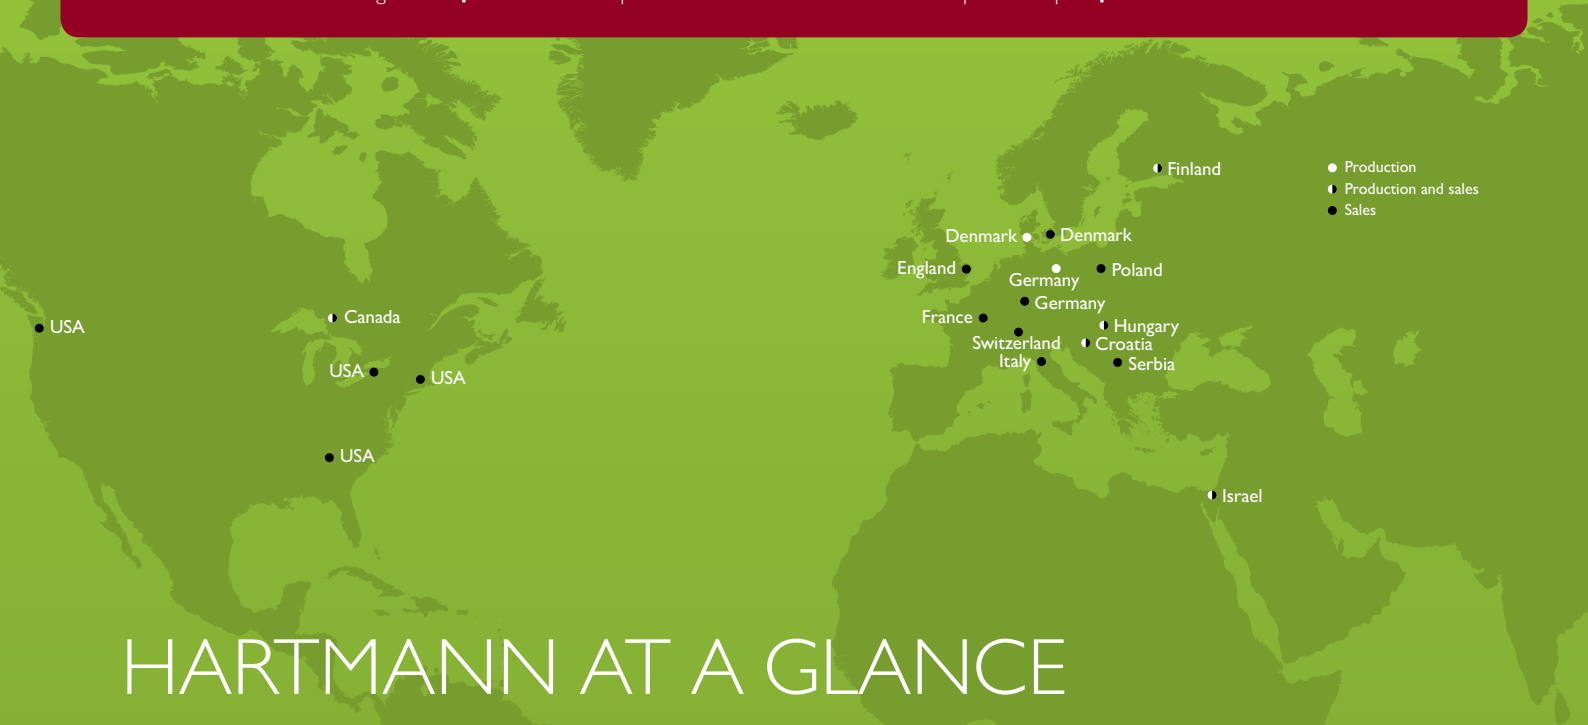 Finland
Production
Production and sales
Sales
Denmark
Denmark
England
Germany
Poland
Germany
USA
Canada
France
Hungary
Switzerland
Croatia
Italy
Serbia
USA
USA
USA
Israel
HARTMANN AT A GLANCE